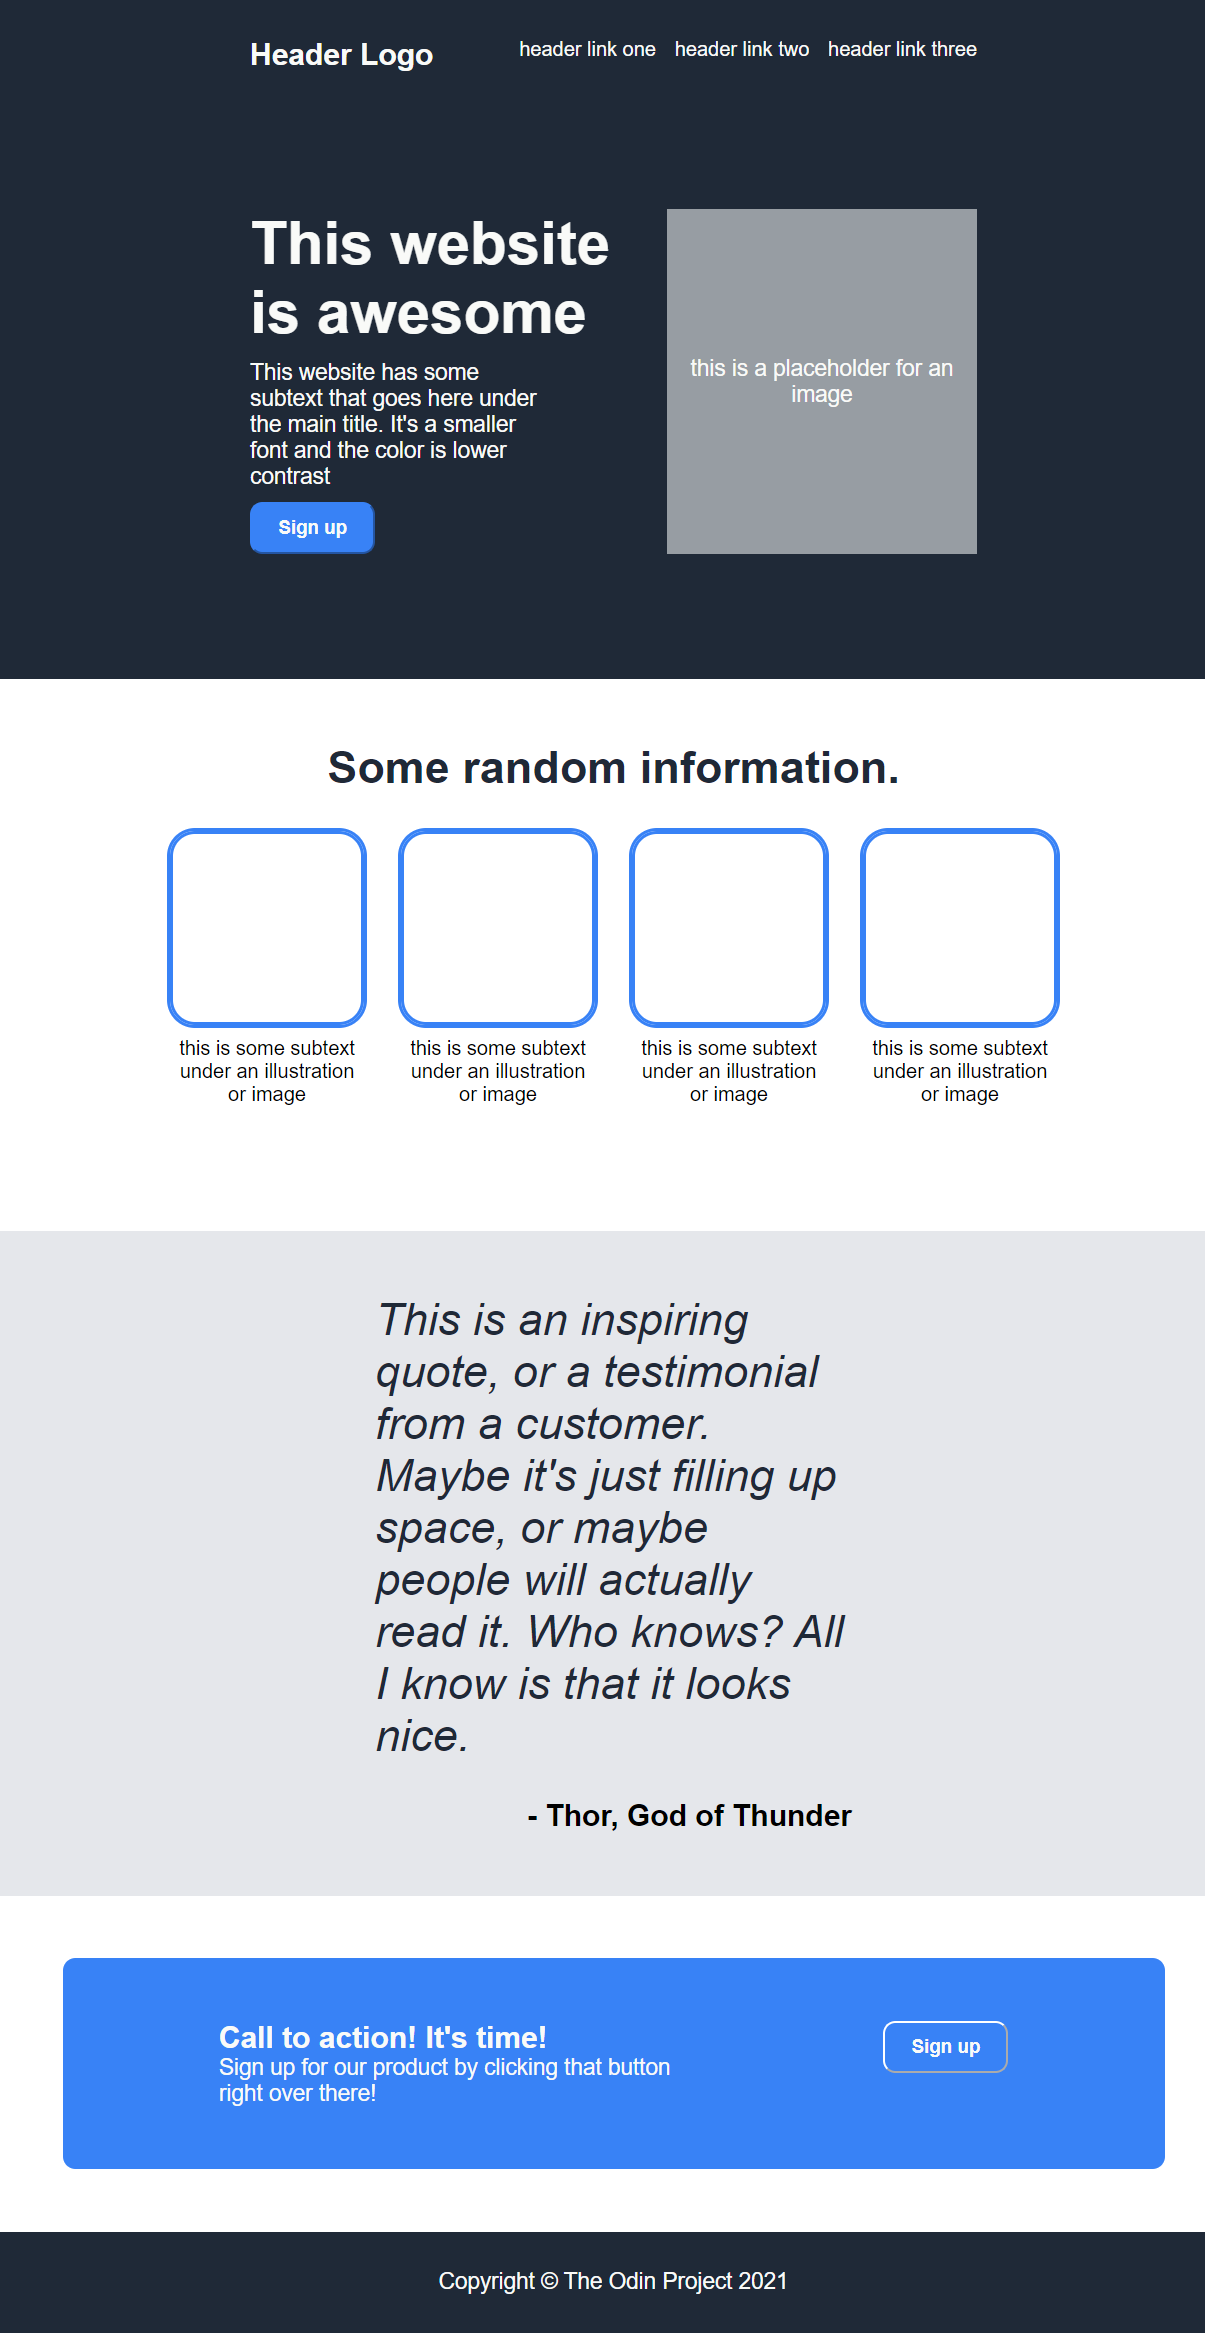 Header Logo
header link one
header link two
header link three
This website
is awesome
This website has some
subtext that goes here under
the main title. It's a smaller
font and the color is lower
contrast
Sign up
this is a placeholder for an
image
Some random information.
this is some subtext
under an illustration
or image
this is some subtext
under an illustration
or image
this is some subtext
under an illustration
or image
this is some subtext
under an illustration
or image
This is an inspiring
quote, or a testimonial
from a customer.
Maybe it's just filling up
space, or maybe
people will actually
read it. Who knows? All
I know is that it looks
nice.
- Thor, God of Thunder
Call to action! It's time!
Sign up for our product by clicking that button
right over there!
Sign up
Copyright © The Odin Project 2021